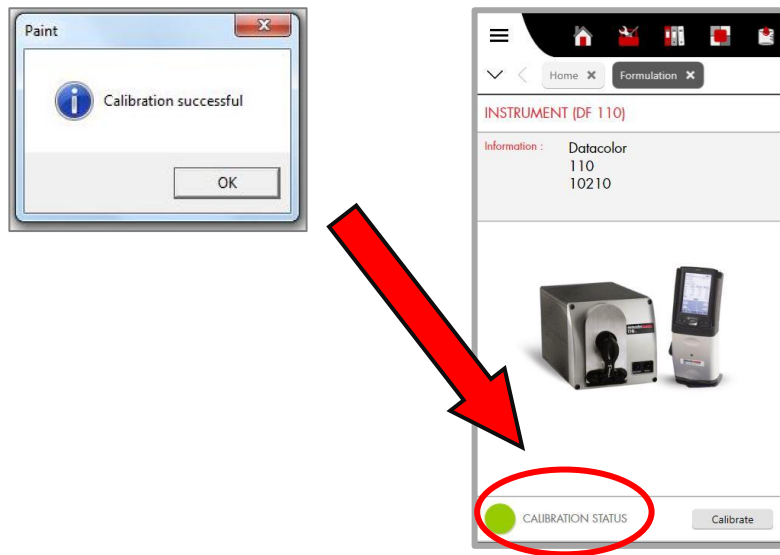 Paint
Calibration successful
OK
Home
Formulation
INSTRUMENT (DF 110)
Information :
Datacolor
110
10210
CALIBRATION STATUS
Calibrate